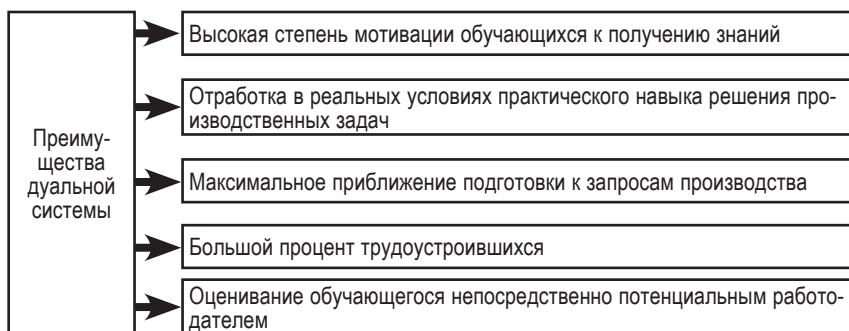 Преиму-
щества
дуальной
системы
Высокая степень мотивации обучающихся к получению знаний
Отработка в реальных условиях практического навыка решения про-
изводственных задач
Максимальное приближение подготовки к запросам производства
Большой процент трудоустроившихся
Оценивание обучающегося непосредственно потенциальным работо-
дателем